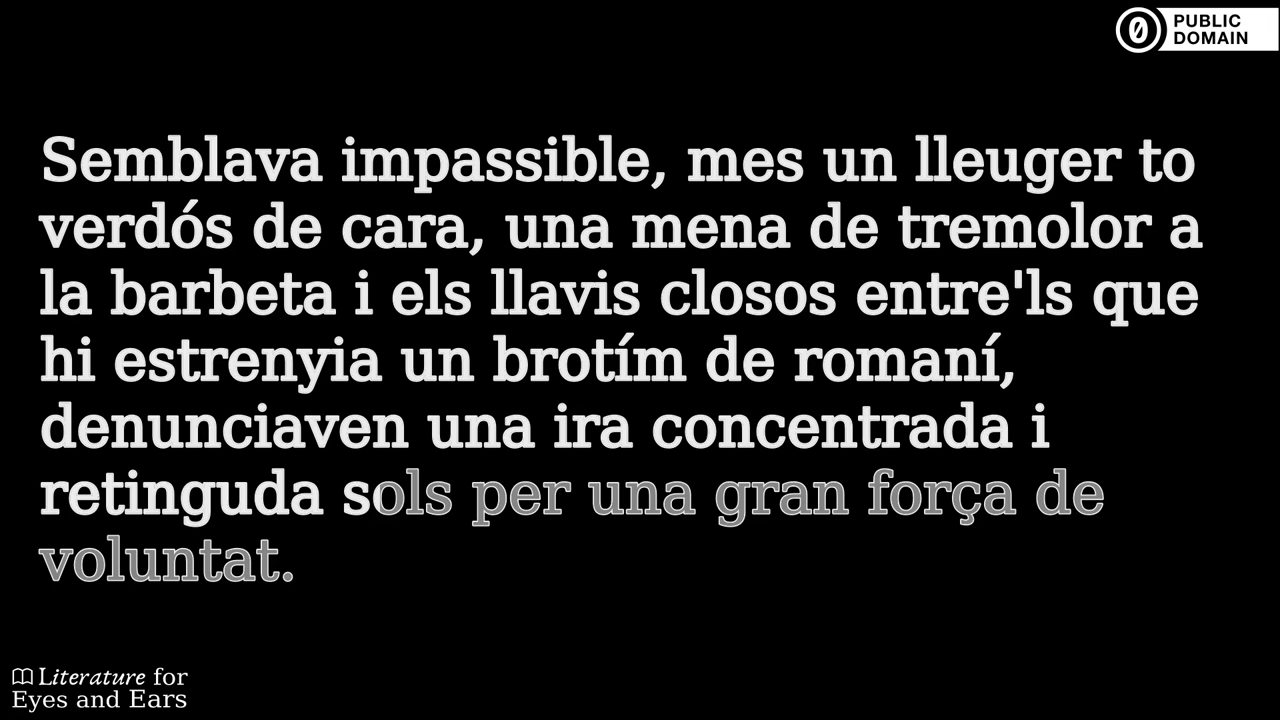 PUBLIC
DOMAIN
Semblava impassible, mes un lleuger to
verdós de cara, una mena de tremolor a
la barbeta i els llavis closos entre'ls que
hi estrenyia un brotím de romaní,
denunciaven una ira concentrada i
retinguda sols per una gran força de
voluntat.
Literature for
Eyes and Ears